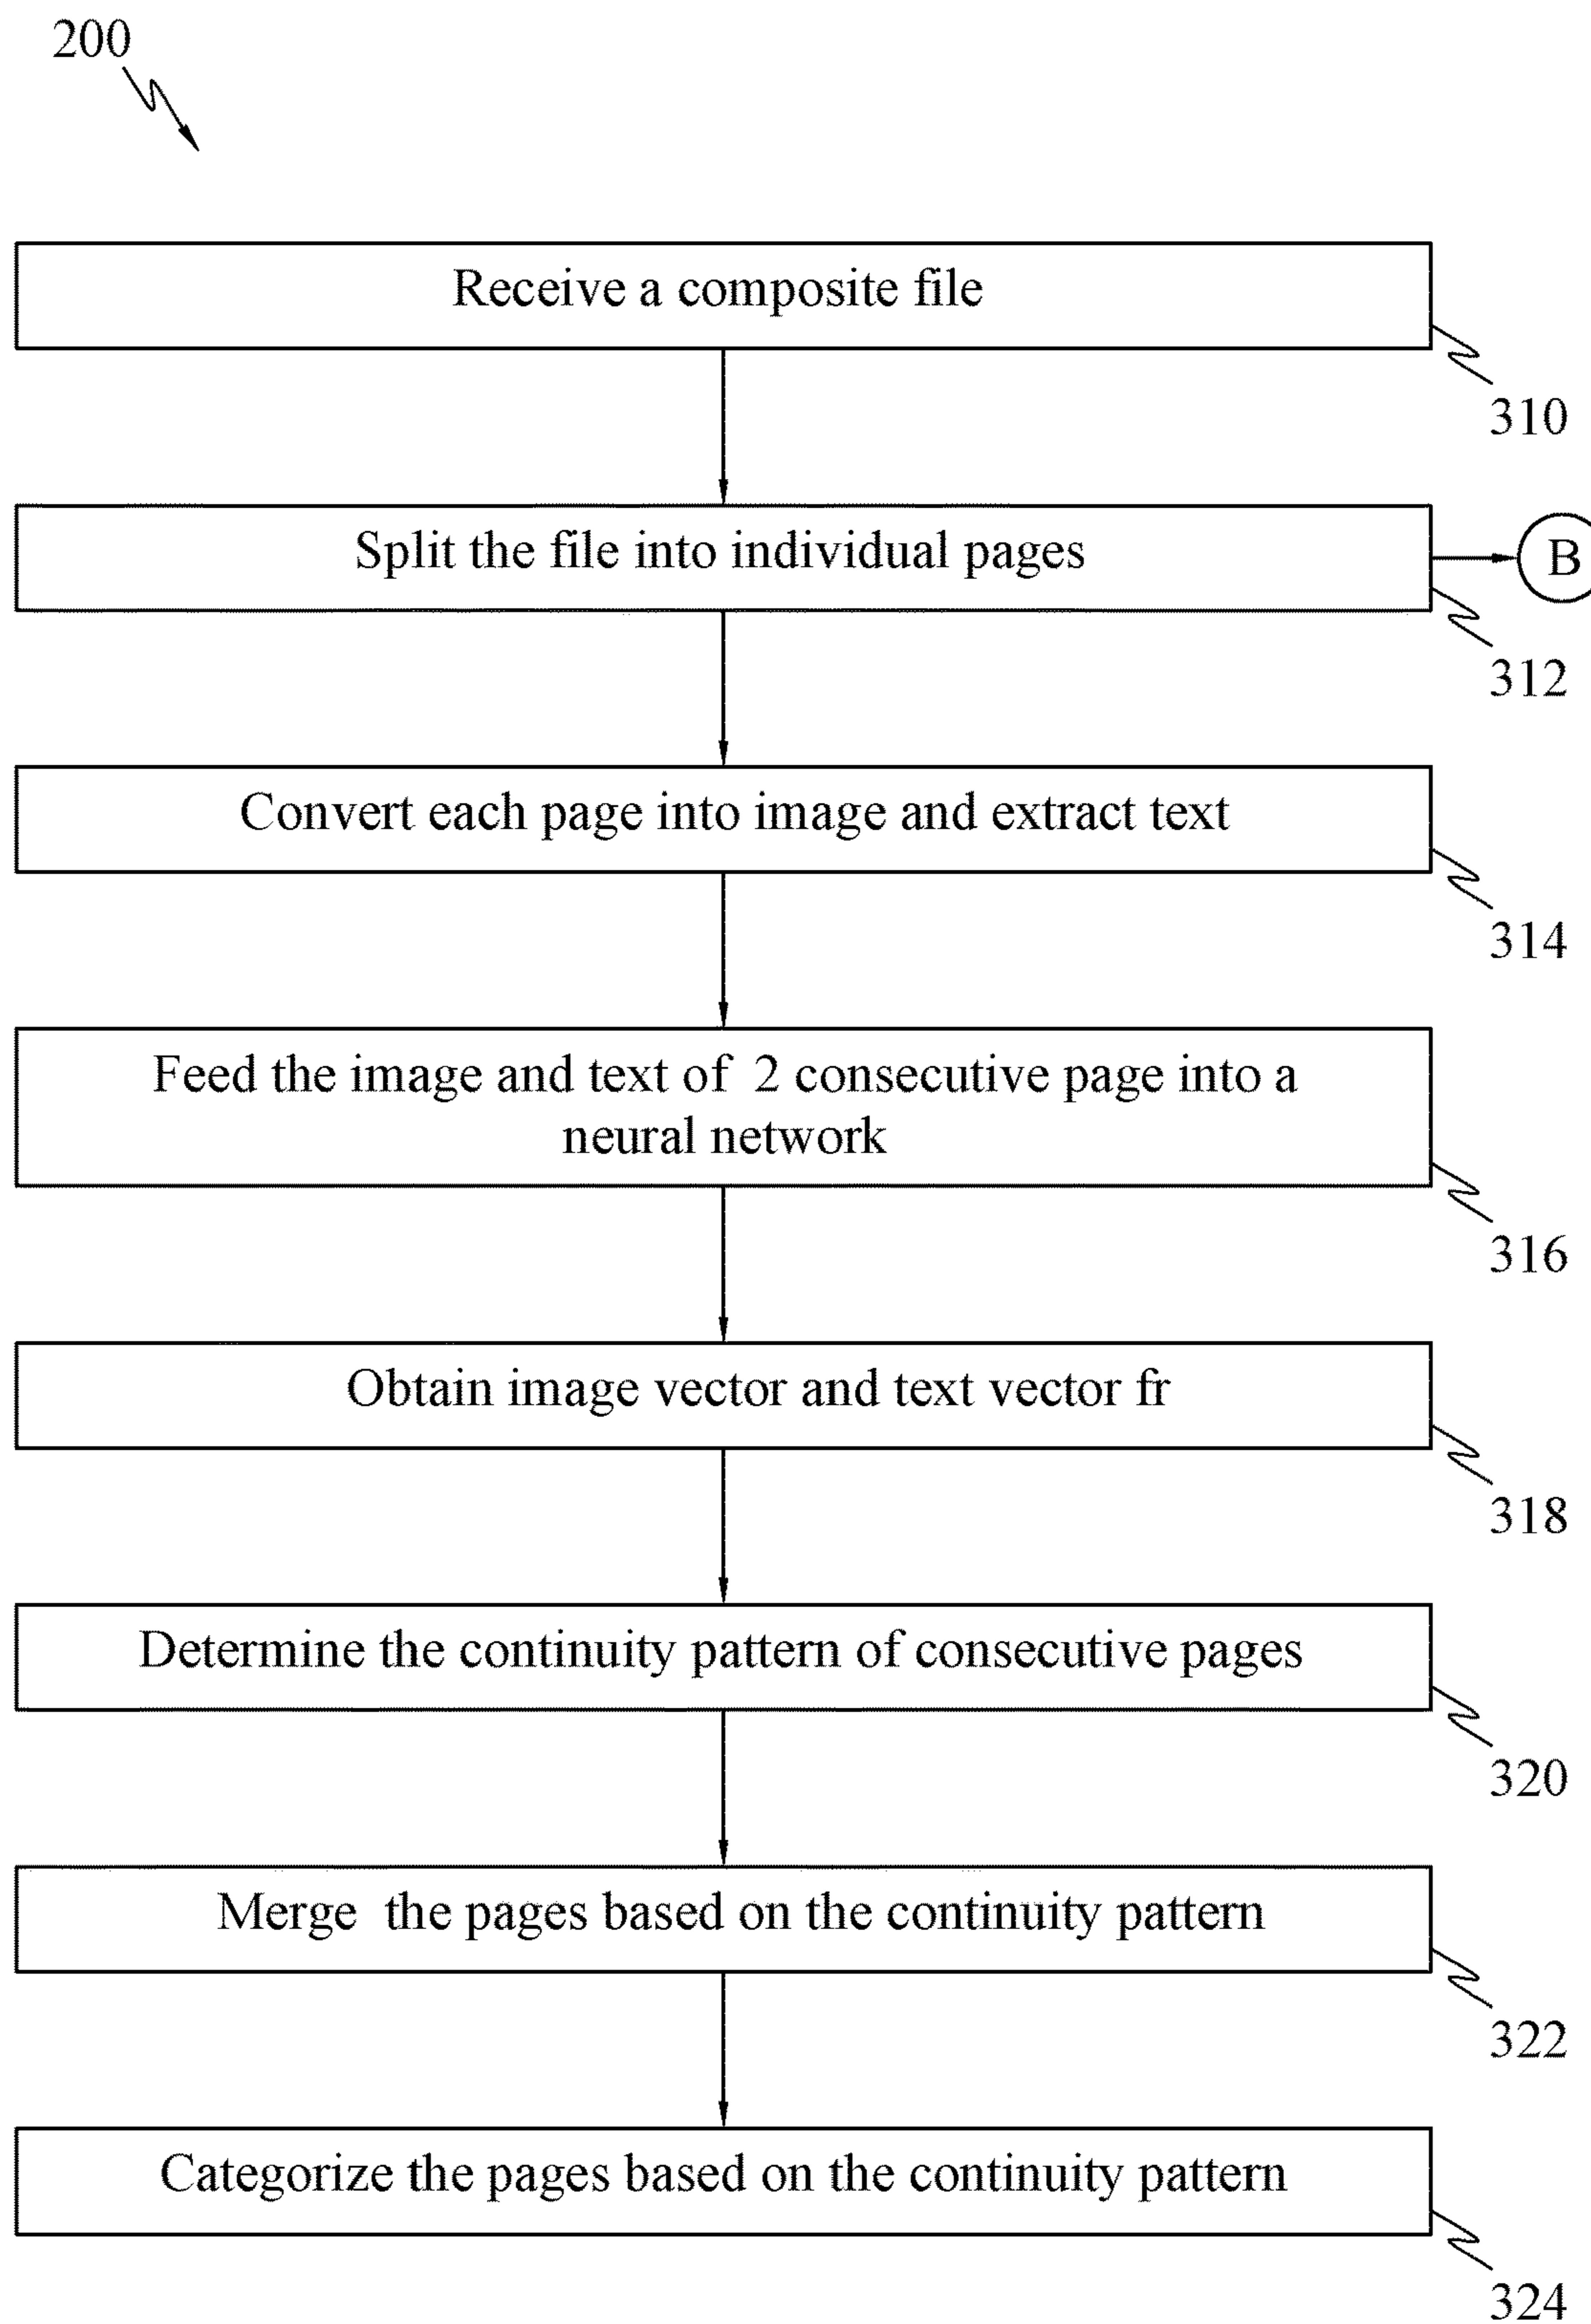 200
Receive a composite file
310
Split the file into individual pages
B
312
Convert each page into image and extract text
314
Feed the image and text of 2 consecutive page into a
neural network
316
Obtain image vector and text vector fr
318
Determine the continuity pattern of consecutive pages
320
Merge the pages based on the continuity pattern
322
Categorize the pages based on the continuity pattern
324